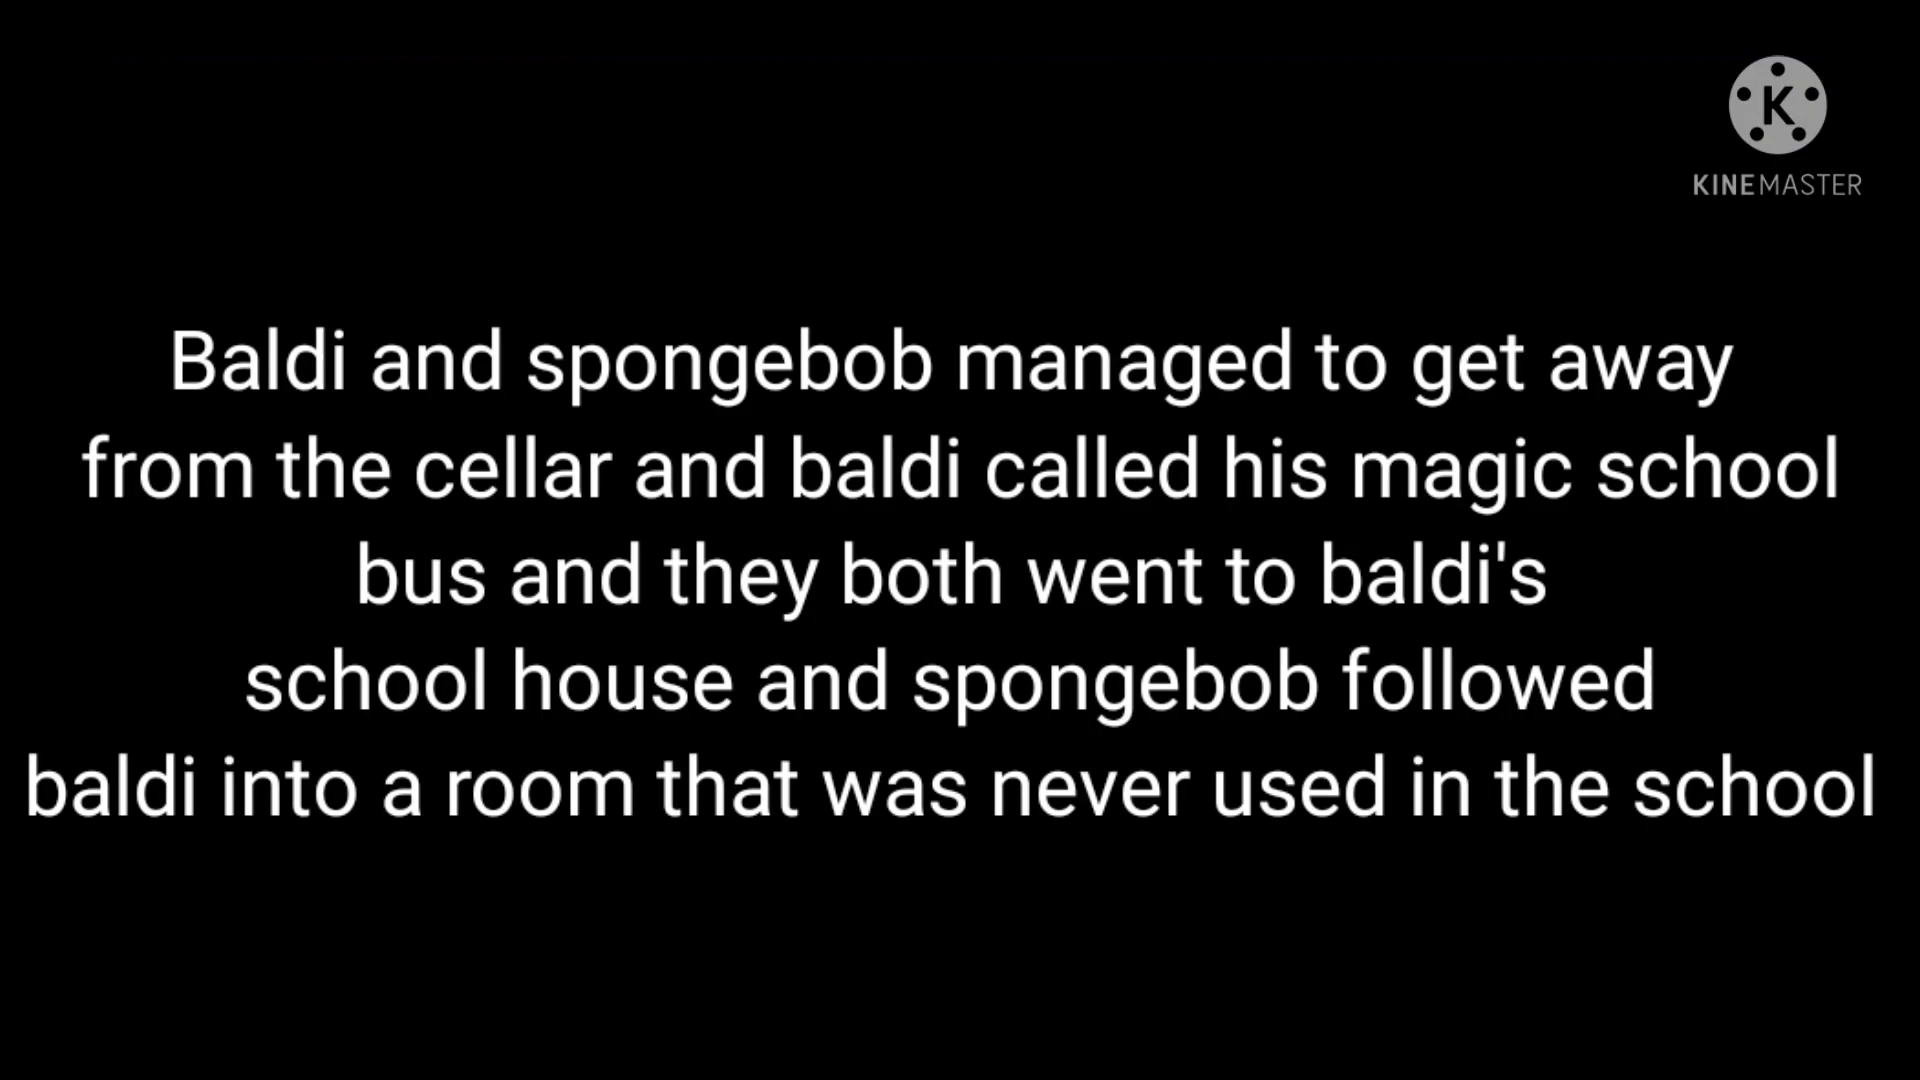 K
KINEMASTER
Baldi and spongebob managed to get away
from the cellar and baldi called his magic school
bus and they both went to baldi's
school house and spongebob followed
baldi into a room that was never used in the school